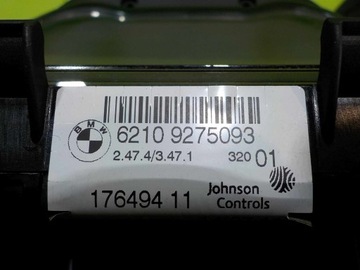 BMW
6210 9275093
2.47.4/3.47.1 320 01
176494 11 Johnson
Controls